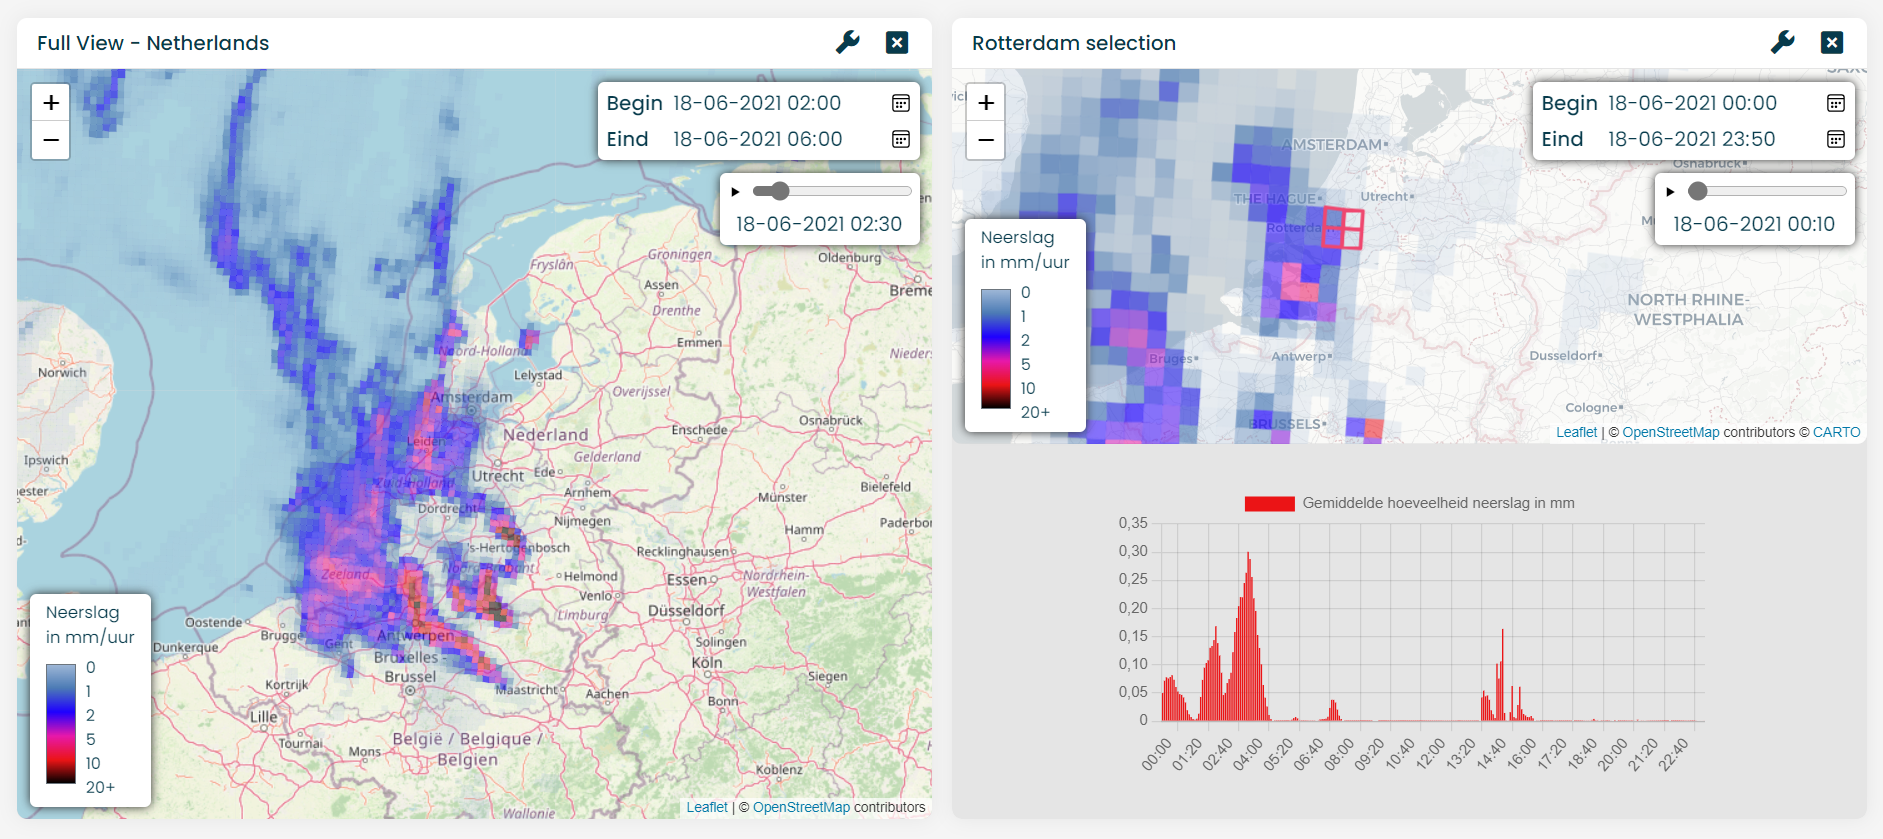 Full View - Netherlands
+
−
Begin 18-06-2021 02:00
Eind 18-06-2021 06:00
18-06-2021 02:30
Groningen
Fryslân
Oldenburg
Assen
Breme
Drenthe
Emmen
Noord-Holland
Nieders
Norwich
Lelystad
Amsterdam
Overijssel
Osnabrück
Leiden
Nederland
Enschede
Ipswich
Gelderland
Utrecht
Ede
Zuid-Holland
Arnhem
Münster
Bielefeld
ester
Dordrecht
Nijmegen
Hamm
Paderbo
's-Hertogenbosch
Recklinghausen
Noord-Brabant
Zeeland
Helmond
Essen
Nordrhein-
Westfalen
Venlo
Limburg
Düsseldorf
Oostende
Brugge
Antwerpen
Gent
Solingen
Duinkerque
Bruxelles -
Brussel
Köln
Siegen
Kortrijk
Maastricht
Aachen
Bonn
Lille
Tournai
Mons
België / Belgique /
Belgien
Koblenz
Wallonie
Neerslag
in mm/uur
0
1
2
5
10
20+
Leaflet | © OpenStreetMap contributors
Rotterdam selection
+
−
Begin 18-06-2021 00:00
Eind 18-06-2021 23:50
18-06-2021 00:10
AMSTERDAM
Osnabruck
THE HAGUE
Utrecht
Rotterdam
NORTH RHINE-
WESTPHALIA
Bruges
Antwerp
Dusseldorf
Cologne
BRUSSELS
Neerslag
in mm/uur
0
1
2
5
10
20+
Leaflet | © OpenStreetMap contributors © CARTO
Gemiddelde hoeveelheid neerslag in mm
0,35
0,30
0,25
0,20
0,15
0,10
0,05
0
00:00
01:20
02:40
04:00
05:20
06:40
08:00
09:20
10:40
12:00
13:20
14:40
16:00
17:20
18:40
20:00
21:20
22:40